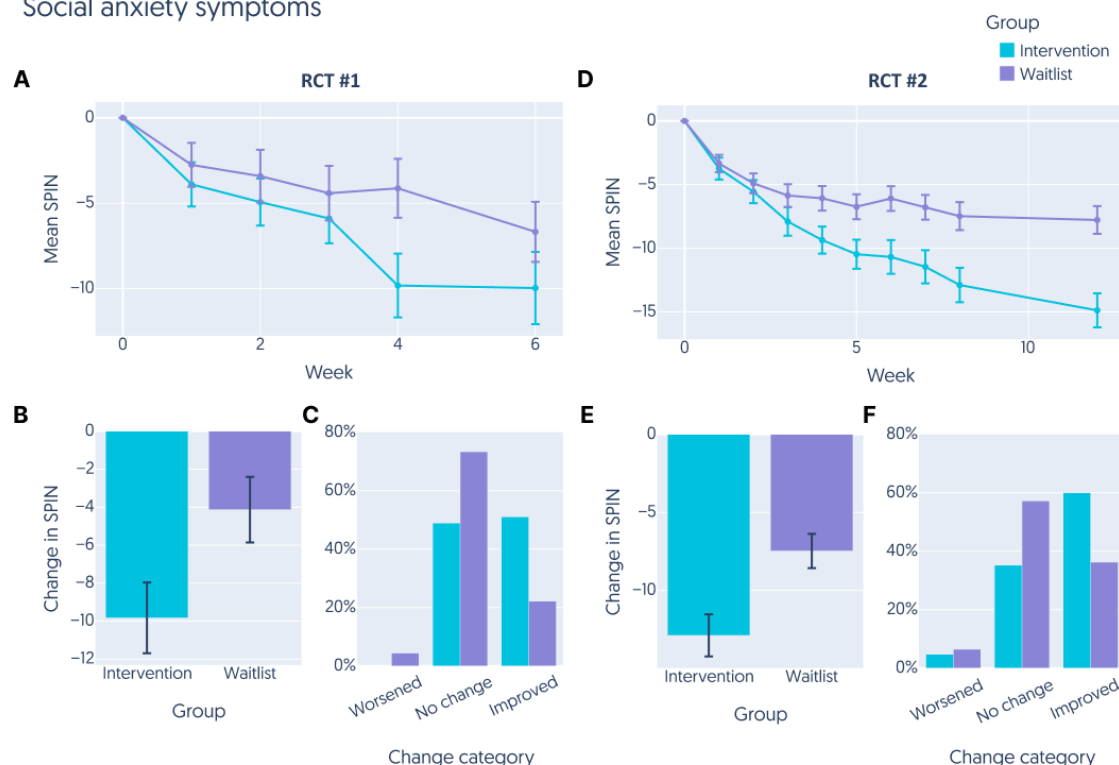 Social anxiety symptoms
Group
Intervention
Waitlist
A
RCT #1
0
−5
−10
Mean SPIN
0 2 4 6
Week
D
RCT #2
0
−5
−10
−15
Mean SPIN
0 5 10
Week
B
0
−2
−4
−6
−8
−10
−12
Change in SPIN
Intervention Waitlist
Group
C
80%
60%
40%
20%
0%
Worsened No change Improved
Change category
E
0
−5
−10
Change in SPIN
Intervention Waitlist
Group
F
80%
60%
40%
20%
0%
Worsened No change Improved
Change category